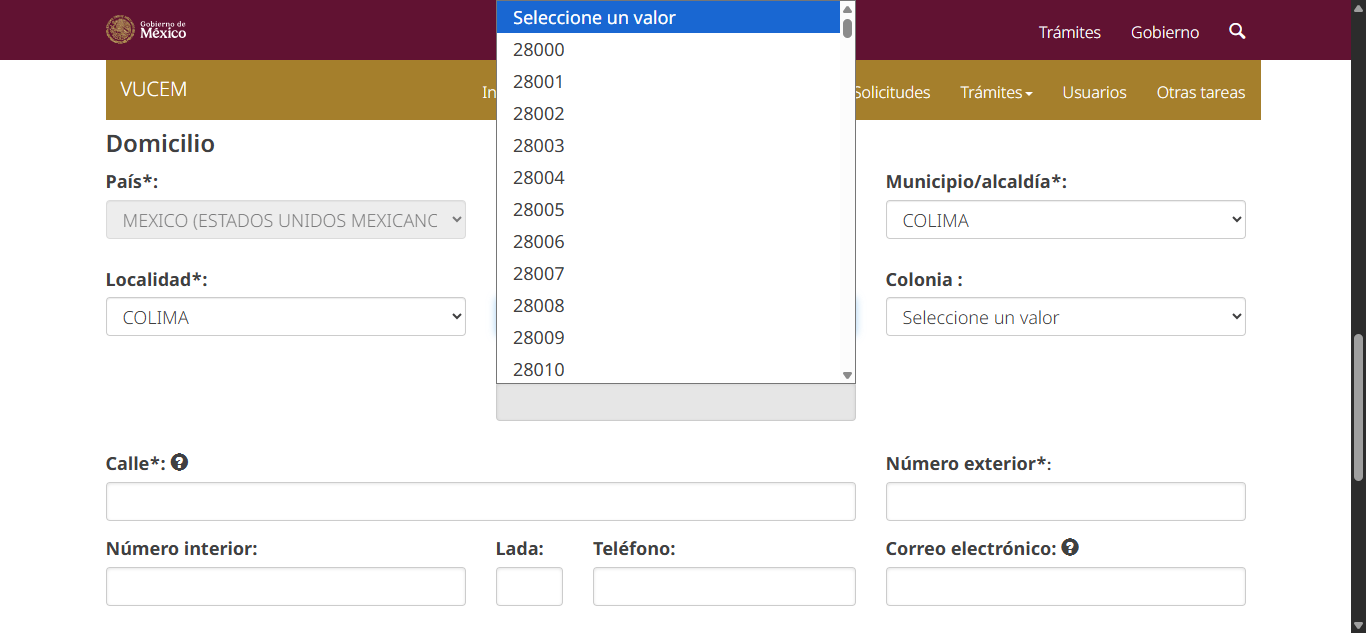 Gobierno de
México
Trámites
Gobierno
VUCEM
Solicitudes
Trámites
Usuarios
Otras tareas
Domicilio
País*:
MEXICO (ESTADOS UNIDOS MEXICANC
Seleccione un valor
28000
28001
28002
28003
28004
28005
28006
28007
28008
28009
28010
Municipio/alcaldía*:
COLIMA
Localidad*:
COLIMA
Colonia :
Seleccione un valor
Calle*: ?
Número exterior*:
Número interior:
Lada:
Teléfono:
Correo electrónico: ?